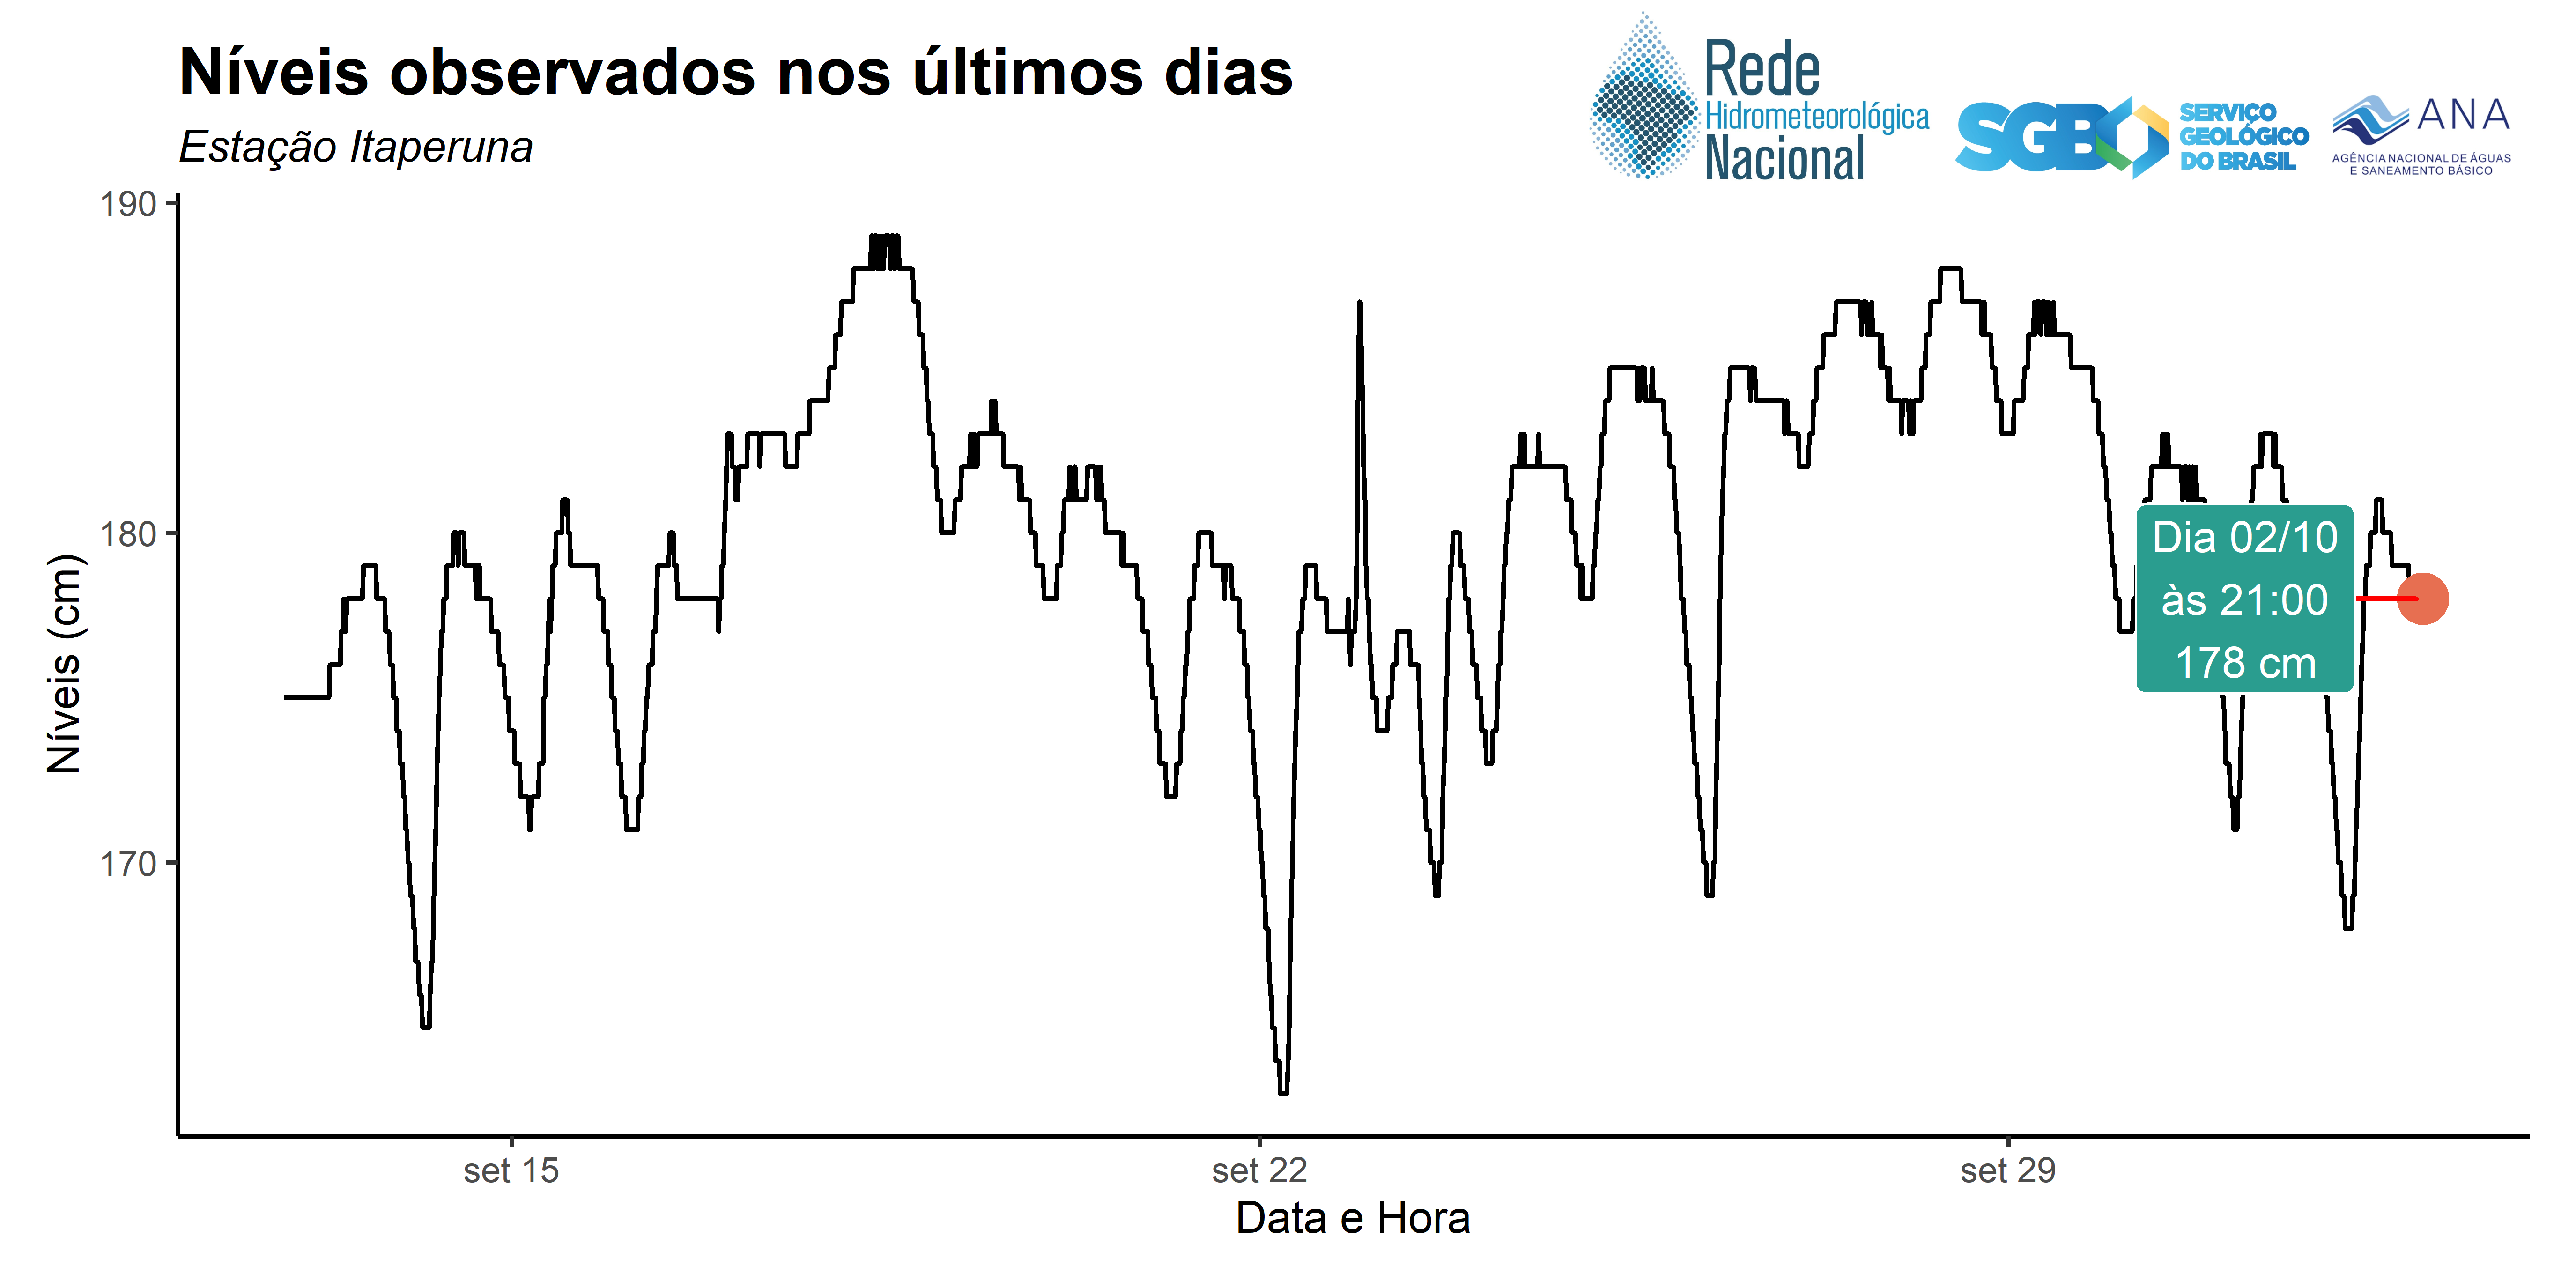 Níveis observados nos últimos dias
Estação Itaperuna
Rede
Hidrometeorológica
Nacional
SGB
SERVIÇO
GEOLÓGICO
DO BRASIL
ANA
AGÊNCIA NACIONAL DE ÁGUAS
E SANEAMENTO BÁSICO
190
180
170
Níveis (cm)
Dia 02/10
às 21:00
178 cm
set 15
set 22
set 29
Data e Hora